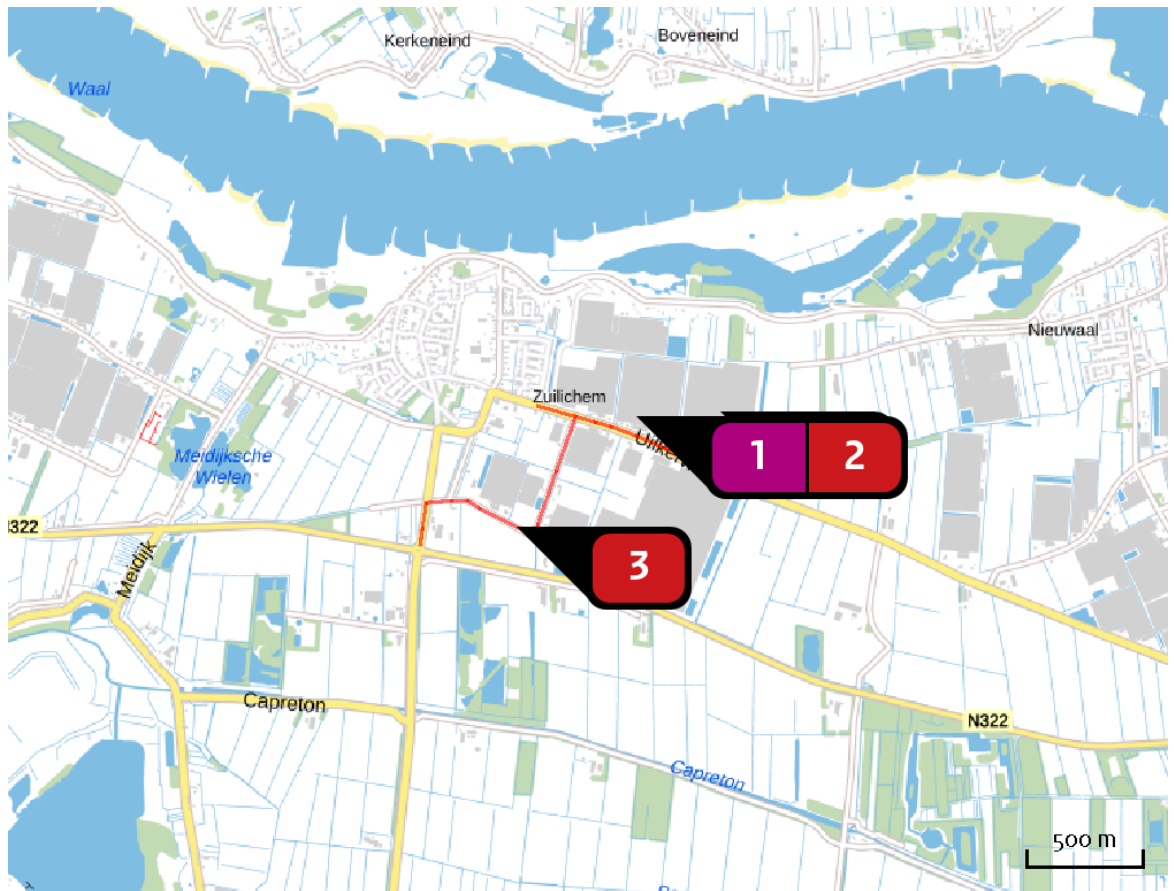 Kerkeneind
Boveneind
Waal
Nieuwaal
Zuilichem
1
2
Meidijksche
Wielen
N322
Meidijk
3
Capreton
N322
Capreton
500 m